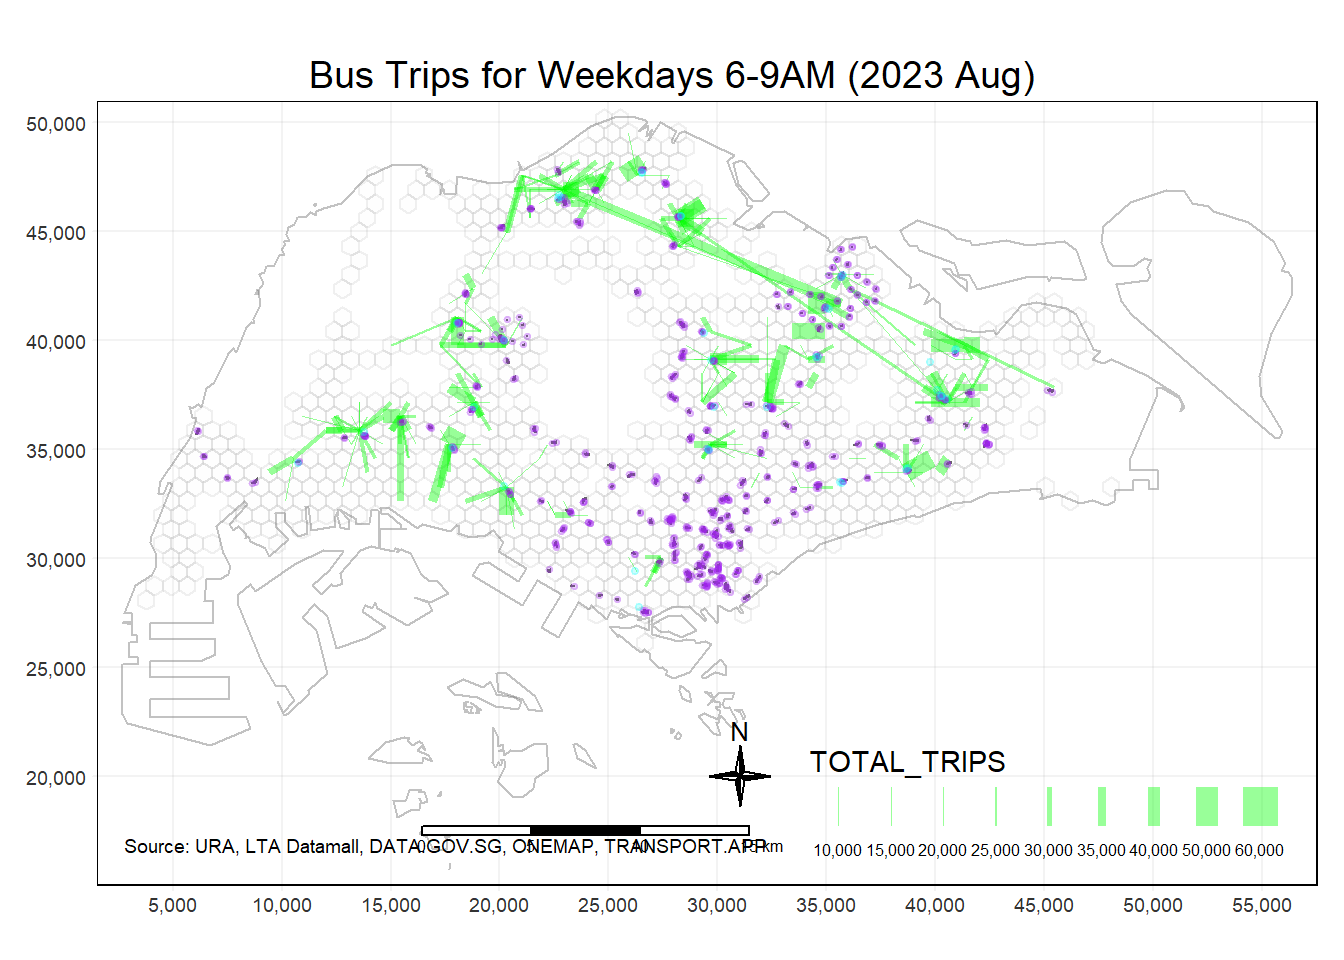 Bus Trips for Weekdays 6-9AM (2023 Aug)
50,000
45,000
40,000
35,000
30,000
25,000
20,000
N
TOTAL_TRIPS
10,000 15,000 20,000 25,000 30,000 35,000 40,000 50,000 60,000
Source: URA, LTA Datamall, DATA.GOV.SG, ONEMAP, TRANSPORT.APP
0 5 10 15 km
5,000 10,000 15,000 20,000 25,000 30,000 35,000 40,000 45,000 50,000 55,000